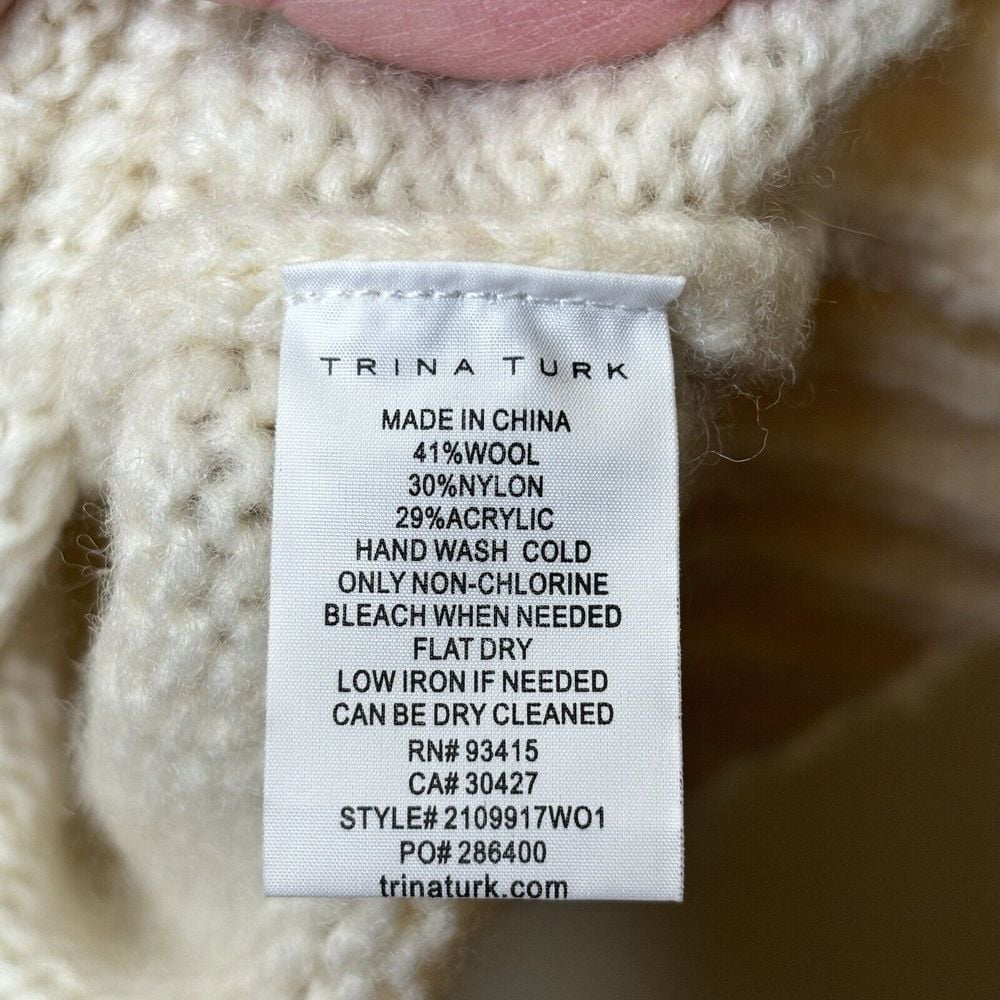 TRINA TURK
MADE IN CHINA
41%WOOL
30%NYLON
29%ACRYLIC
HAND WASH COLD
ONLY NON-CHLORINE
BLEACH WHEN NEEDED
FLAT DRY
LOW IRON IF NEEDED
CAN BE DRY CLEANED
RN# 93415
CA# 30427
STYLE# 2109917WO1
PO# 286400
trinaturk.com